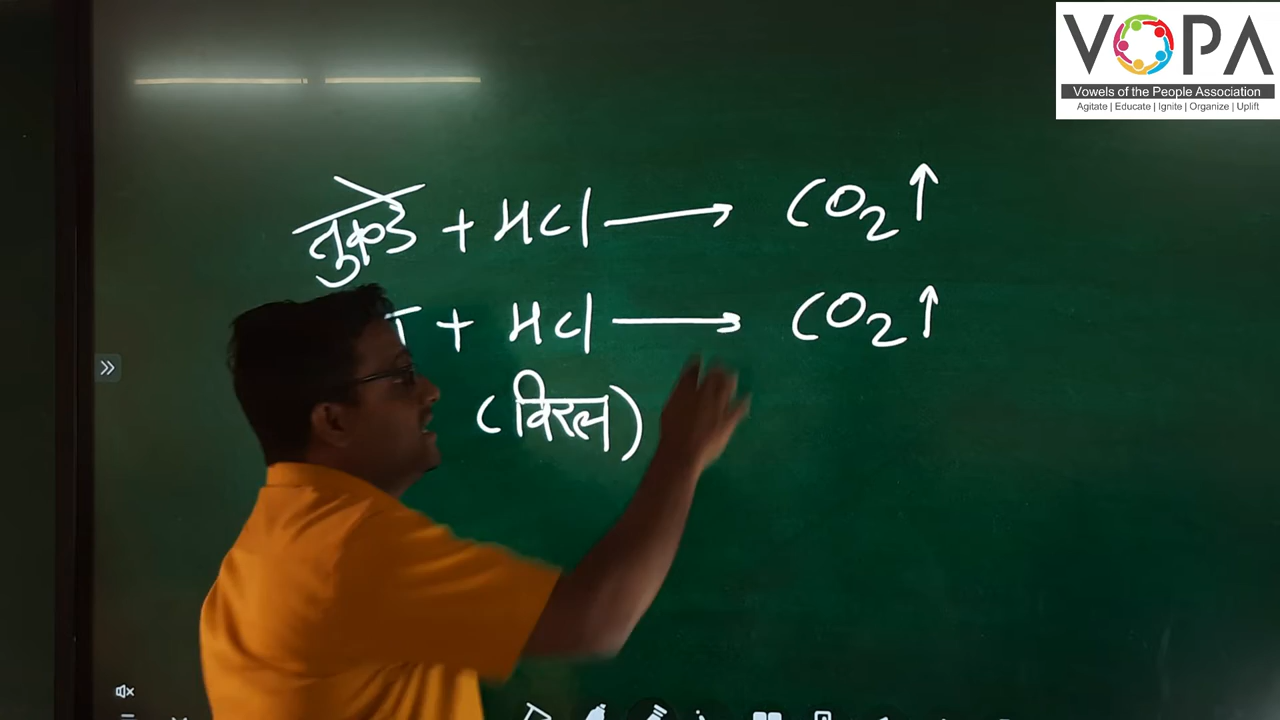 VOPA
Vowels of the People Association
Agitate | Educate | Ignite | Organize | Uplift
तुकडे + HCl ⟶ CO₂↑
+ HCl ⟶ CO₂↑
(विरल)